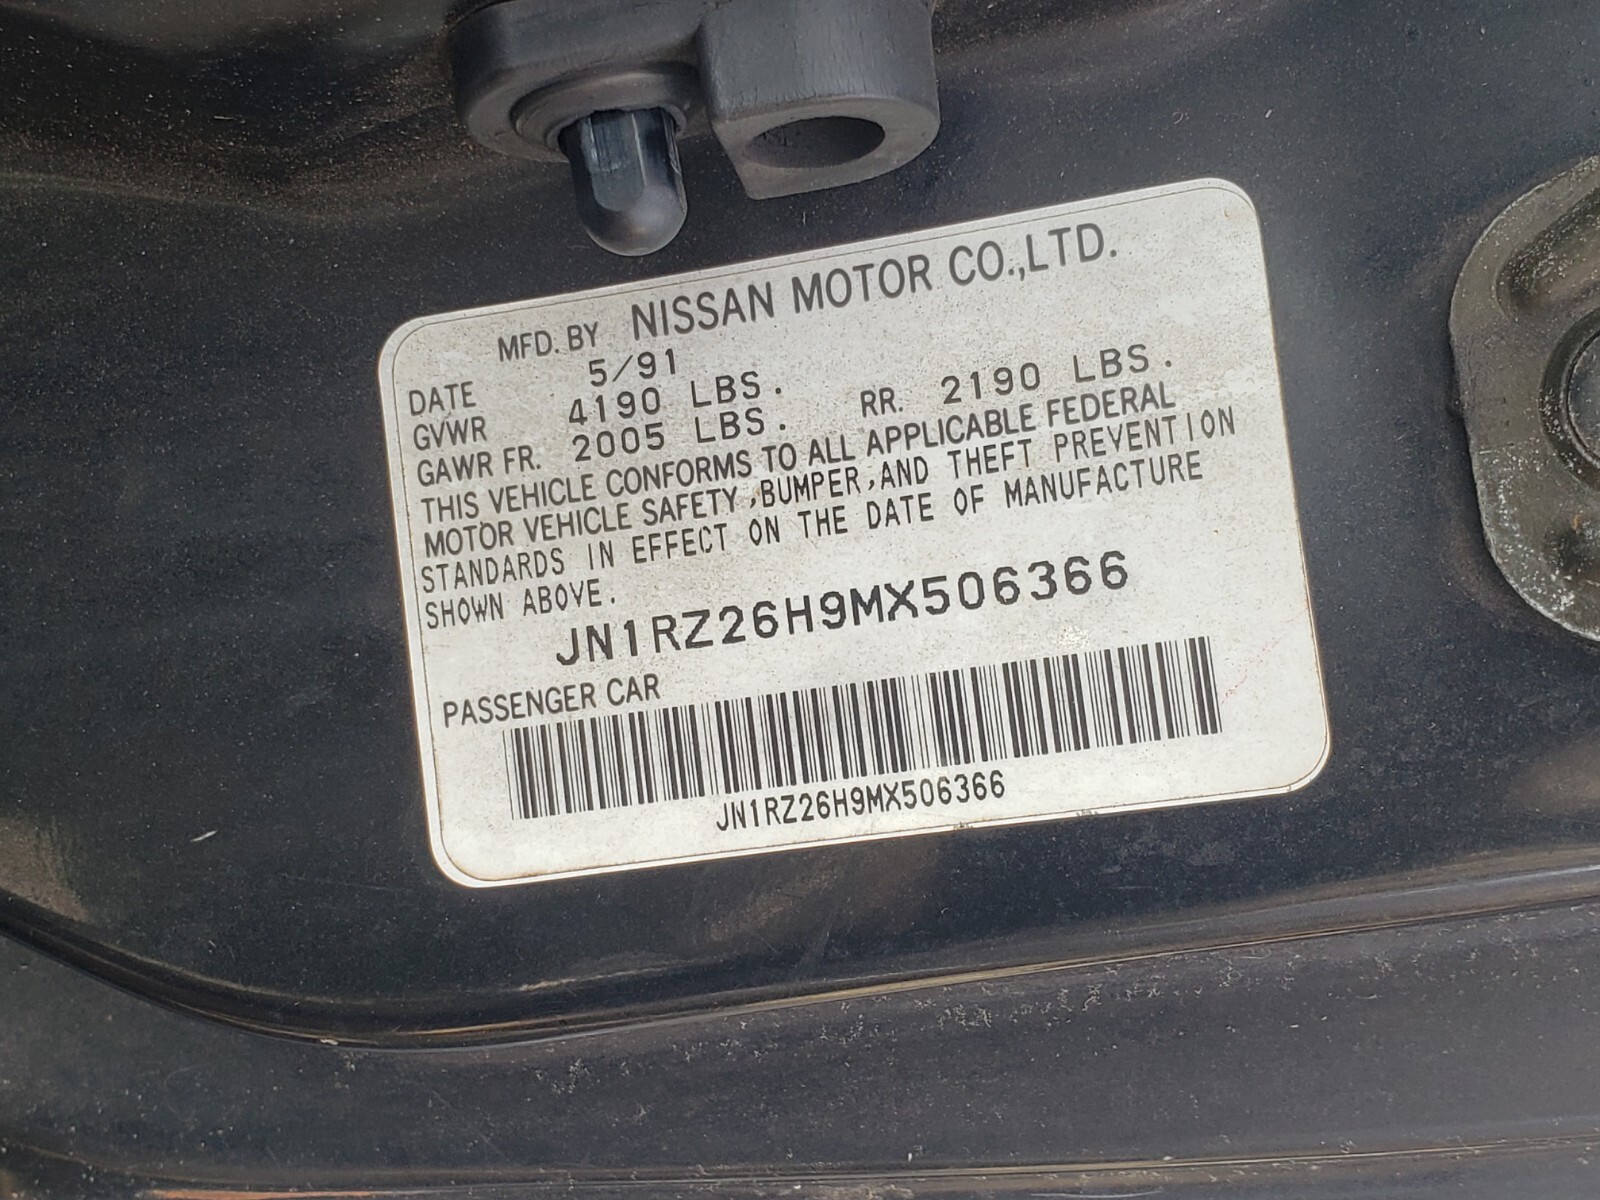 MFD. BY NISSAN MOTOR CO.,LTD.
DATE 5/91
GVWR 4190 LBS.
GAWR FR. 2005 LBS. RR. 2190 LBS.
THIS VEHICLE CONFORMS TO ALL APPLICABLE FEDERAL
MOTOR VEHICLE SAFETY ,BUMPER,AND THEFT PREVENTION
STANDARDS IN EFFECT ON THE DATE OF MANUFACTURE
SHOWN ABOVE.
JN1RZ26H9MX506366
PASSENGER CAR
JN1RZ26H9MX506366